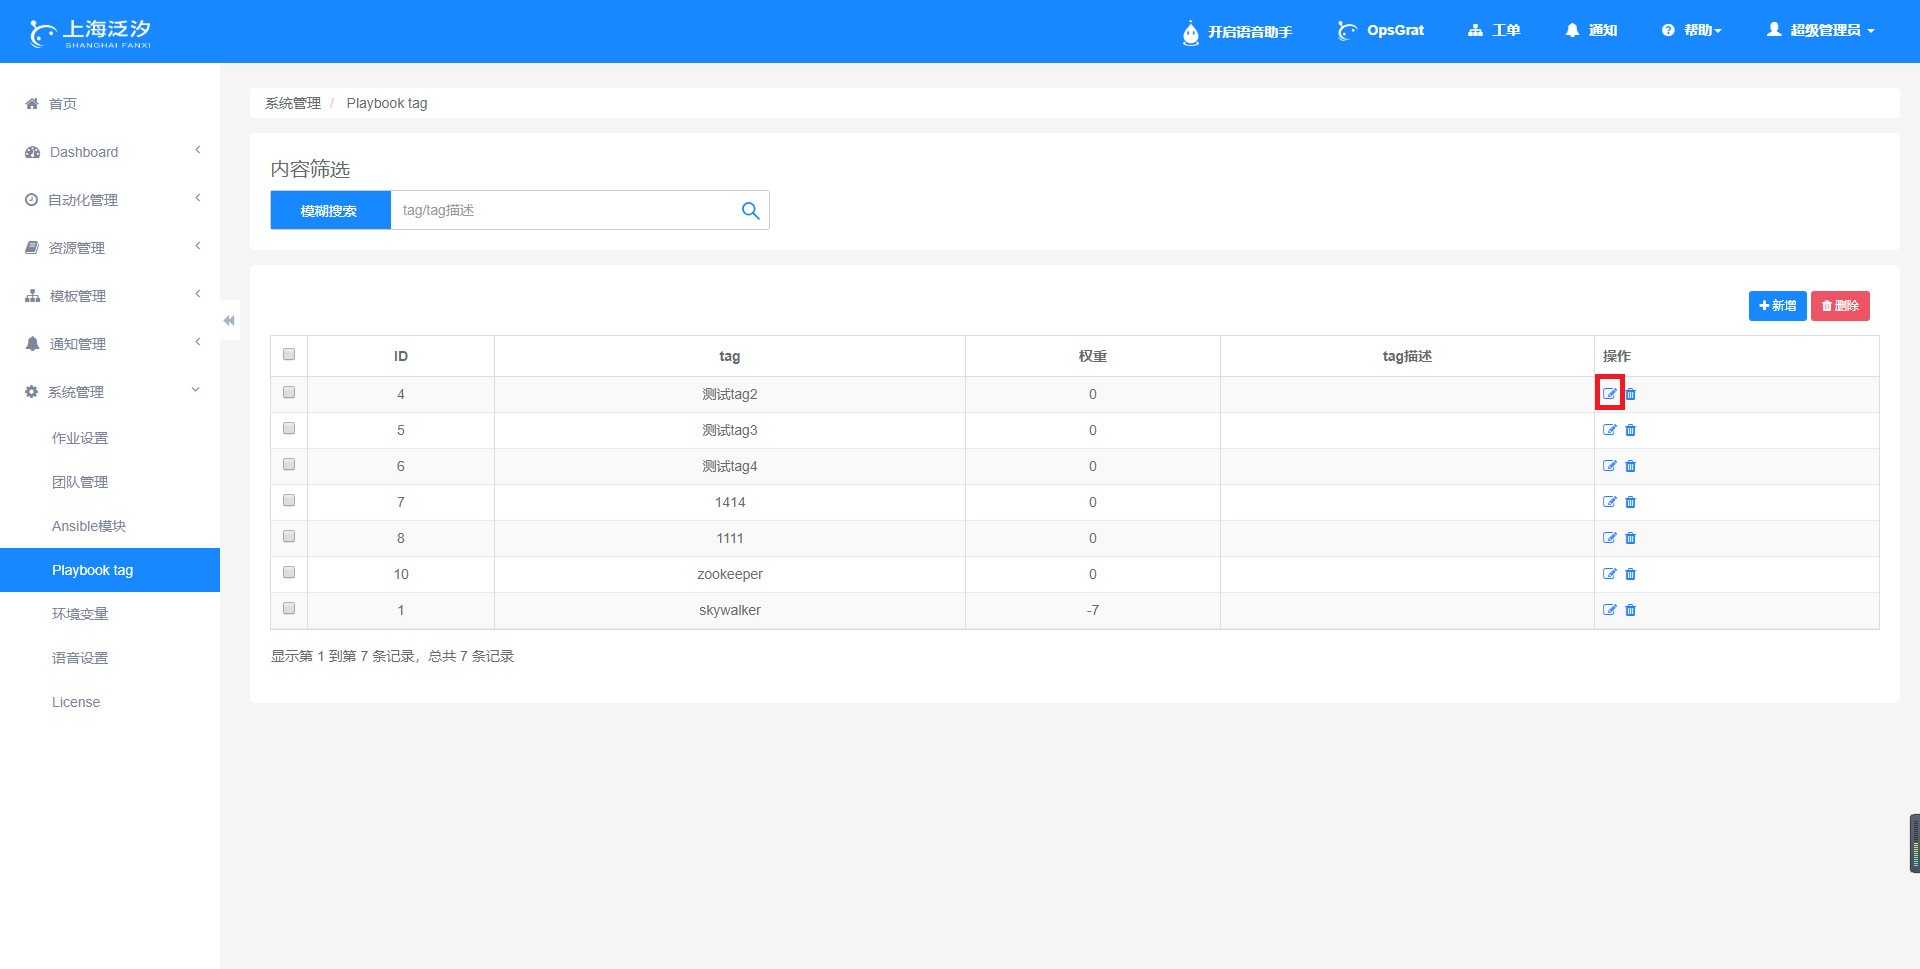 上海泛汐
SHANGHAI FANXI
开启语音助手
OpsGrat
工单
通知
帮助
超级管理员
首页
Dashboard
自动化管理
资源管理
模板管理
通知管理
系统管理
作业设置
团队管理
Ansible模块
Playbook tag
环境变量
语音设置
License
系统管理 / Playbook tag
内容筛选
模糊搜索 tag/tag描述
新增 删除
ID tag 权重 tag描述 操作
4 测试tag2 0
5 测试tag3 0
6 测试tag4 0
7 1414 0
8 1111 0
10 zookeeper 0
1 skywalker -7
显示第 1 到第 7 条记录，总共 7 条记录